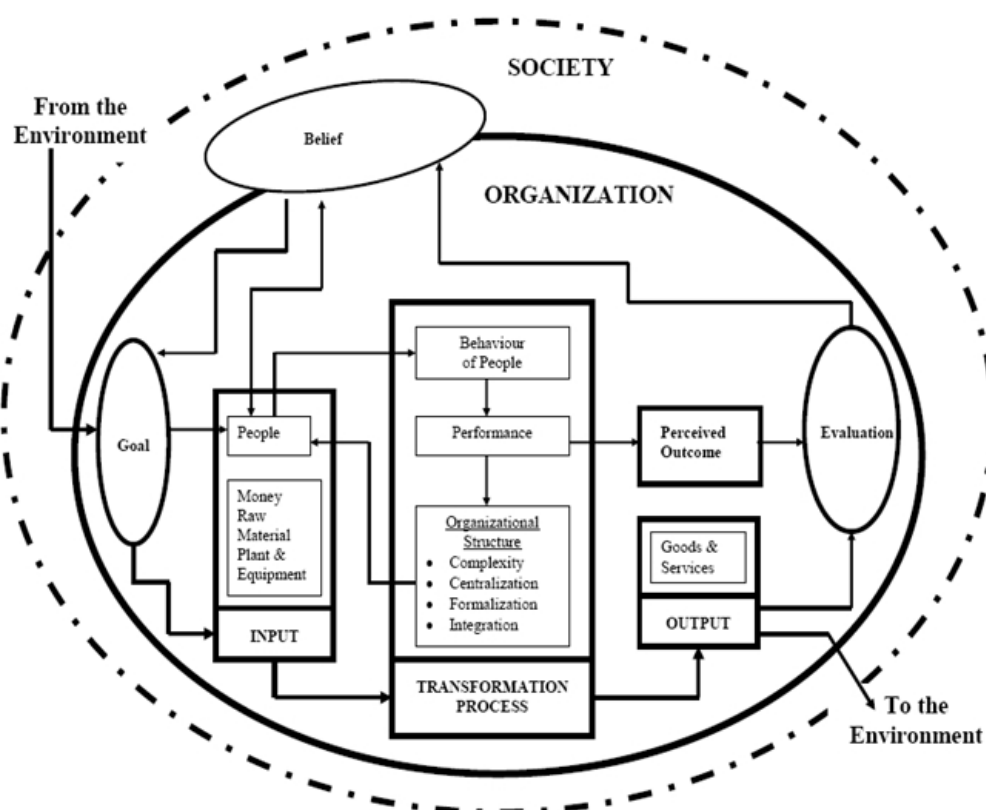 SOCIETY
From the
Environment
Belief
ORGANIZATION
Goal
People
Money
Raw
Material
Plant &
Equipment
INPUT
Behaviour
of People
Performance
Organizational
Structure
• Complexity
• Centralization
• Formalization
• Integration
TRANSFORMATION
PROCESS
Perceived
Outcome
Goods &
Services
OUTPUT
Evaluation
To the
Environment